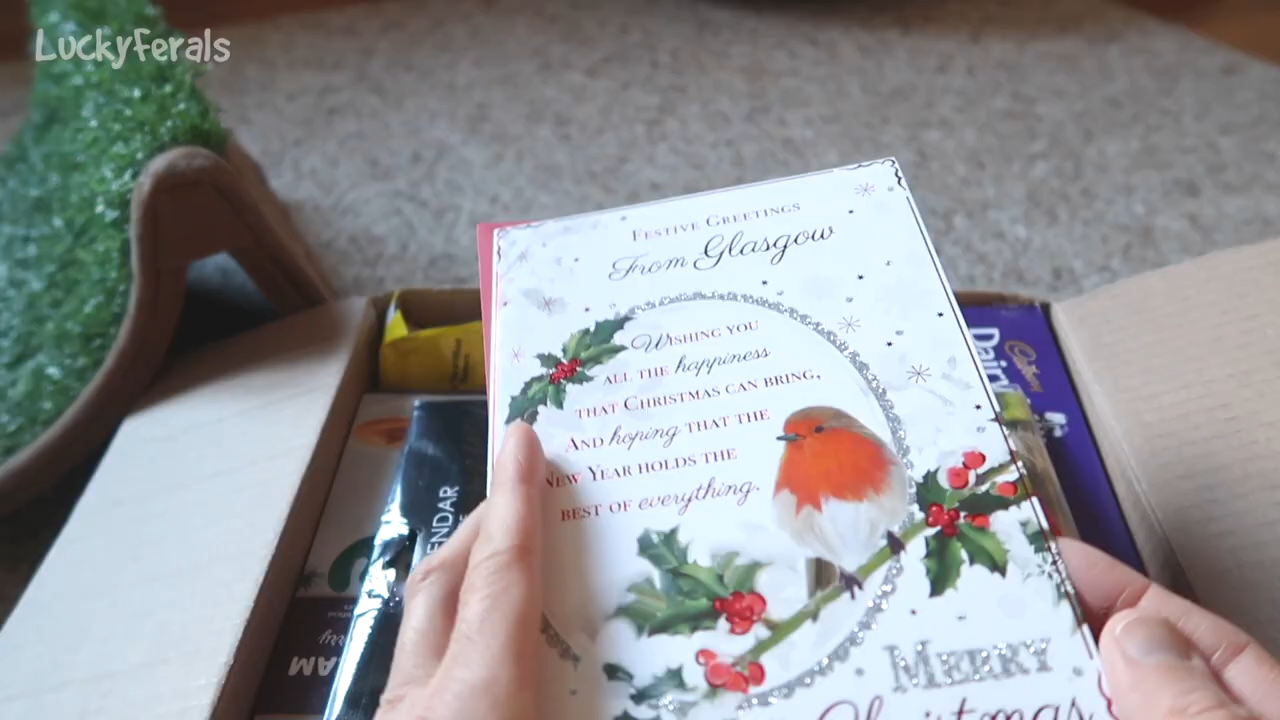 LuckyFerals
FESTIVE GREETINGS
From Glasgow
WISHING YOU
ALL THE happiness
THAT CHRISTMAS CAN BRING,
AND hoping THAT THE
NEW YEAR HOLDS THE
BEST OF everything.
MERRY
Christmas
Cadbury
Dairy
ENDAR